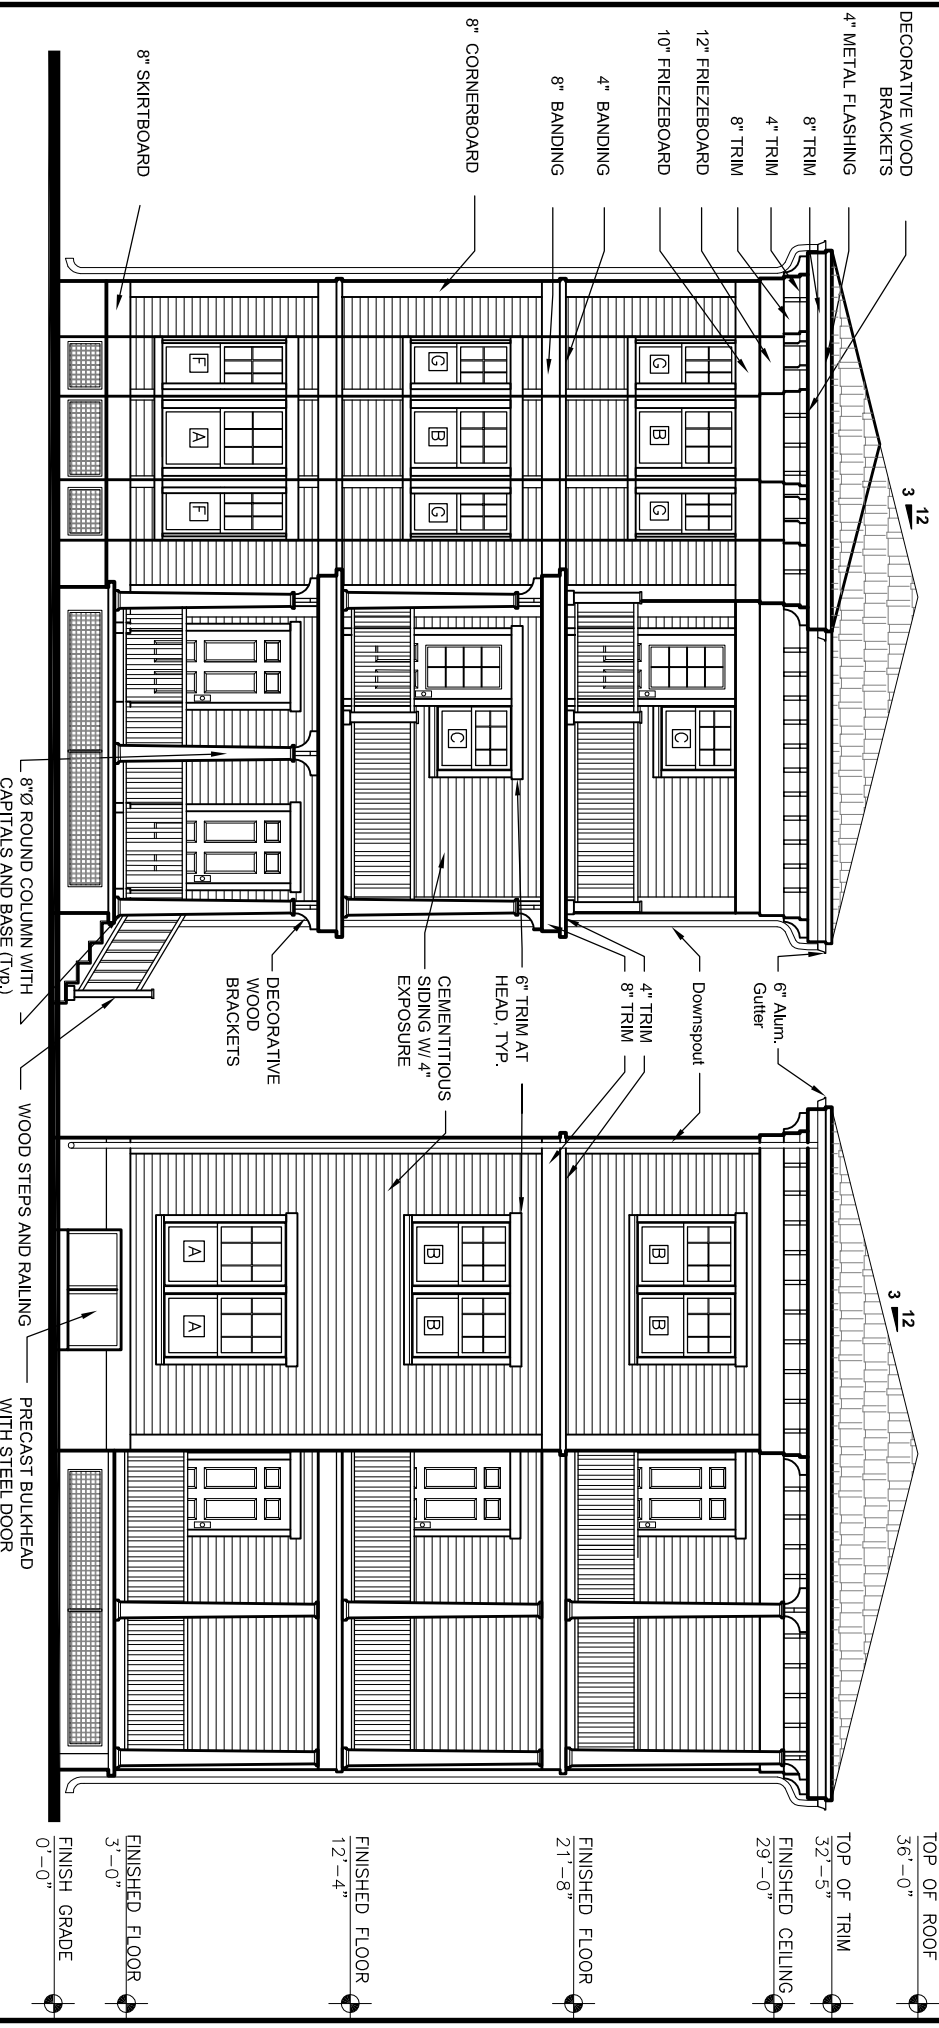 DECORATIVE WOOD
BRACKETS
4" METAL FLASHING
8" TRIM
4" TRIM
8" TRIM
12" FRIEZEBOARD
10" FRIEZEBOARD
4" BANDING
8" BANDING
8" CORNERBOARD
8" SKIRTBOARD
12
3
G
B
G
C
G
B
G
C
F
A
F
6" Alum.
Gutter
Downspout
4" TRIM
8" TRIM
6" TRIM AT
HEAD, TYP.
CEMENTITIOUS
SIDING W/ 4"
EXPOSURE
DECORATIVE
WOOD
BRACKETS
8"Ø ROUND COLUMN WITH
CAPITALS AND BASE (Typ.)
WOOD STEPS AND RAILING
PRECAST BULKHEAD
WITH STEEL DOOR
12
3
B
B
B
B
A
A
TOP OF ROOF
36'-0"
TOP OF TRIM
32'-5"
FINISHED CEILING
29'-0"
FINISHED FLOOR
21'-8"
FINISHED FLOOR
12'-4"
FINISHED FLOOR
3'-0"
FINISH GRADE
0'-0"